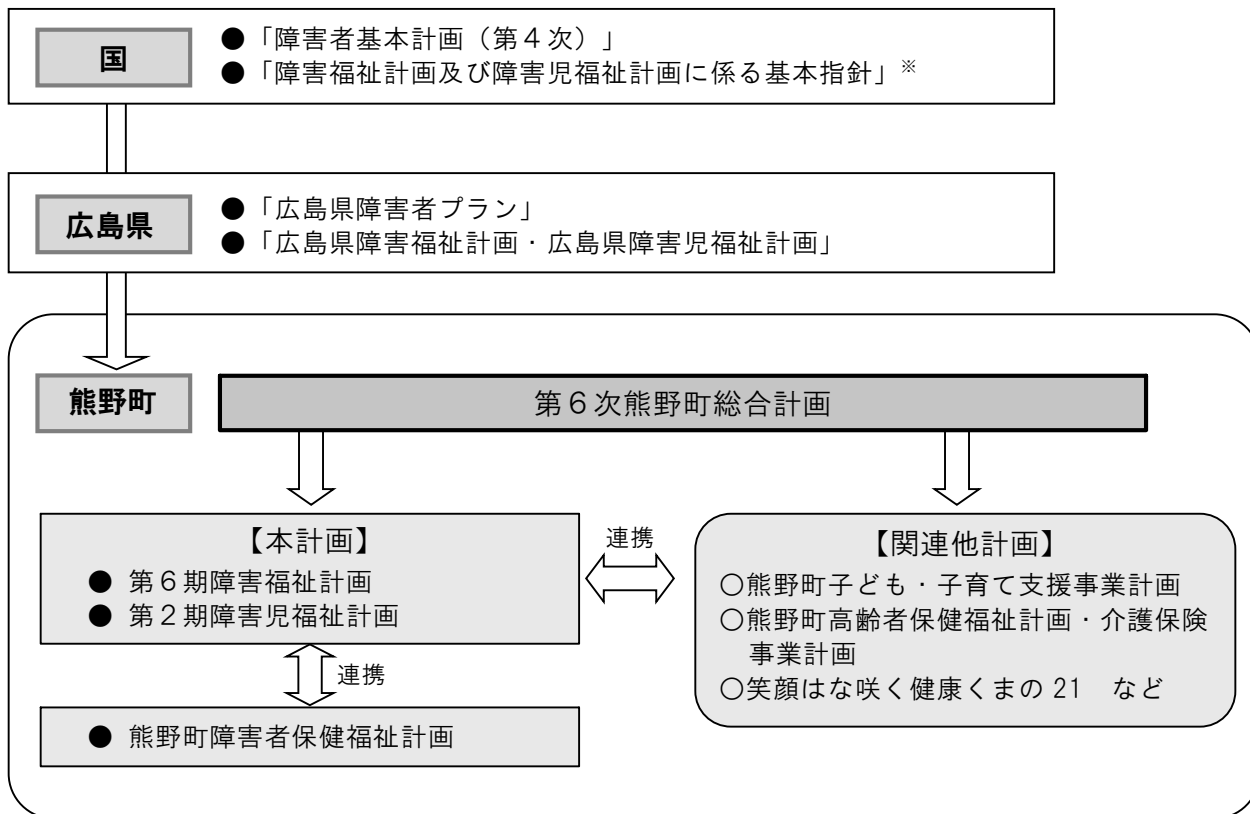 国
●「障害者基本計画（第４次）」
●「障害福祉計画及び障害児福祉計画に係る基本指針」※
広島県
●「広島県障害者プラン」
●「広島県障害福祉計画・広島県障害児福祉計画」
熊野町
第６次熊野町総合計画
【本計画】
● 第６期障害福祉計画
● 第２期障害児福祉計画
連携
【関連他計画】
○熊野町子ども・子育て支援事業計画
○熊野町高齢者保健福祉計画・介護保険
事業計画
○笑顔はな咲く健康くまの 21　など
連携
● 熊野町障害者保健福祉計画